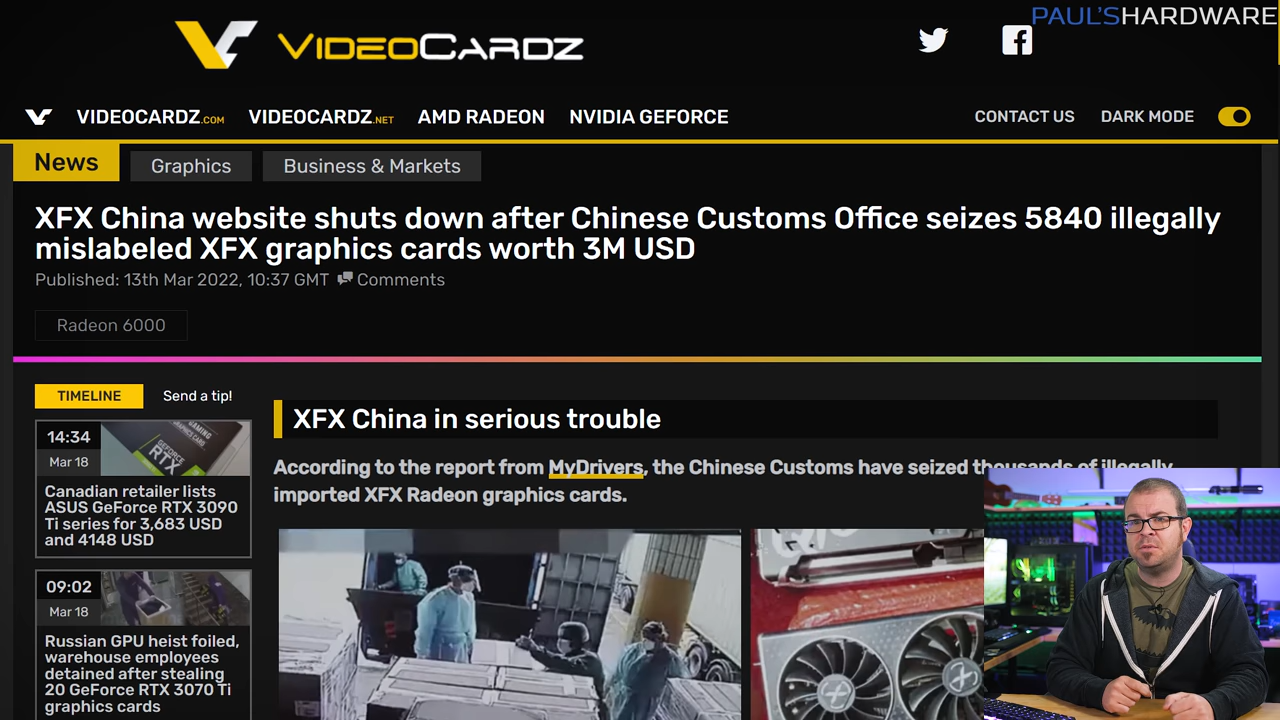 PAUL'SHARDWARE
VIDEOCARDZ
VIDEOCARDZ.COM VIDEOCARDZ.NET AMD RADEON NVIDIA GEFORCE CONTACT US DARK MODE
News Graphics Business & Markets
XFX China website shuts down after Chinese Customs Office seizes 5840 illegally
mislabeled XFX graphics cards worth 3M USD
Published: 13th Mar 2022, 10:37 GMT Comments
Radeon 6000
TIMELINE Send a tip!
14:34
Mar 18
GEFORCE
RTX
Canadian retailer lists
ASUS GeForce RTX 3090
Ti series for 3,683 USD
and 4148 USD
09:02
Mar 18
Russian GPU heist foiled,
warehouse employees
detained after stealing
20 GeForce RTX 3070 Ti
graphics cards
XFX China in serious trouble
According to the report from MyDrivers, the Chinese Customs have seized thousands of illegally
imported XFX Radeon graphics cards.